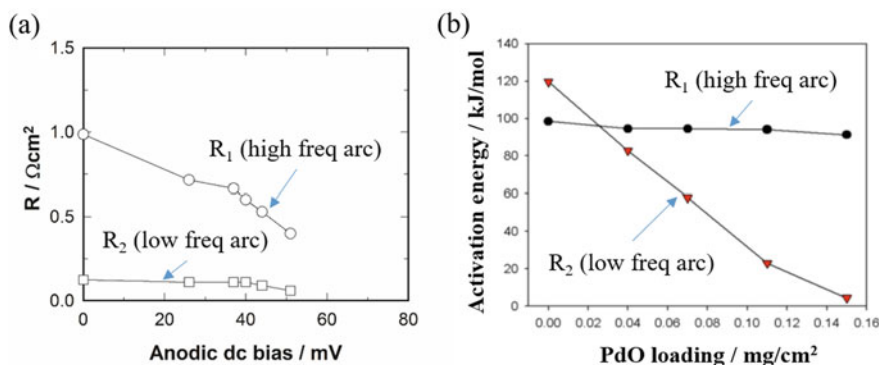 (a)
1.5
1.0
0.5
0.0
R / Ωcm²
R₁ (high freq arc)
R₂ (low freq arc)
0
20
40
60
80
Anodic dc bias / mV
(b)
140
120
100
80
60
40
20
0
Activation energy / kJ/mol
R₁ (high freq arc)
R₂ (low freq arc)
0.00
0.02
0.04
0.06
0.08
0.10
0.12
0.14
0.16
PdO loading / mg/cm²